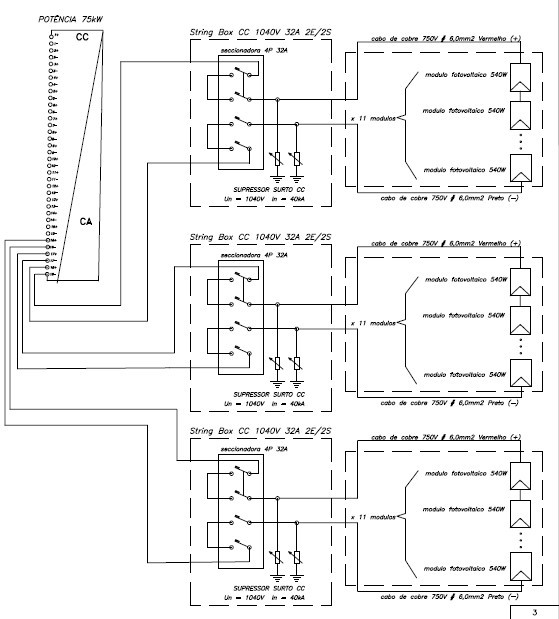 POTÊNCIA 75kW
CC
CA
String Box CC 1040V 32A 2E/2S
seccionadora 4P 32A
SUPRESSOR SURTO CC
Un = 1040V In = 40kA
cabo de cobre 750V # 6,0mm2 Vermelho (+)
modulo fotovoltaico 540W
modulo fotovoltaico 540W
x 11 modulos
modulo fotovoltaico 540W
cabo de cobre 750V # 6,0mm2 Preto (-)
String Box CC 1040V 32A 2E/2S
seccionadora 4P 32A
SUPRESSOR SURTO CC
Un = 1040V In = 40kA
cabo de cobre 750V # 6,0mm2 Vermelho (+)
modulo fotovoltaico 540W
modulo fotovoltaico 540W
x 11 modulos
modulo fotovoltaico 540W
cabo de cobre 750V # 6,0mm2 Preto (-)
String Box CC 1040V 32A 2E/2S
seccionadora 4P 32A
SUPRESSOR SURTO CC
Un = 1040V In = 40kA
cabo de cobre 750V # 6,0mm2 Vermelho (+)
modulo fotovoltaico 540W
modulo fotovoltaico 540W
x 11 modulos
modulo fotovoltaico 540W
cabo de cobre 750V # 6,0mm2 Preto (-)
3